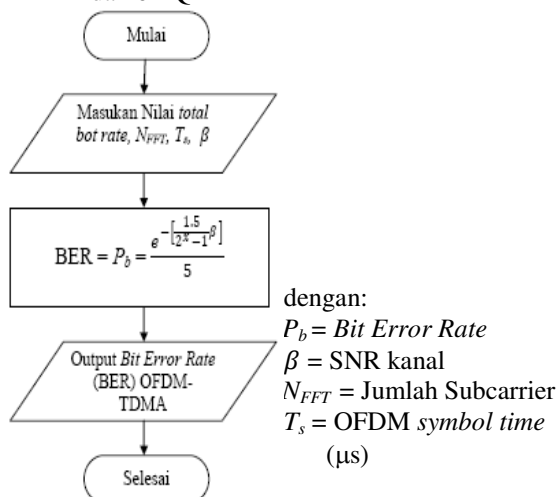 Mulai
Masukan Nilai total
bot rate, N_FFT, T_s, β
BER = P_b = e^{-[\frac{1.5}{2^x-1}β]} / 5
Output Bit Error Rate
(BER) OFDM-
TDMA
Selesai
dengan:
P_b = Bit Error Rate
β = SNR kanal
N_FFT = Jumlah Subcarrier
T_s = OFDM symbol time
(μs)